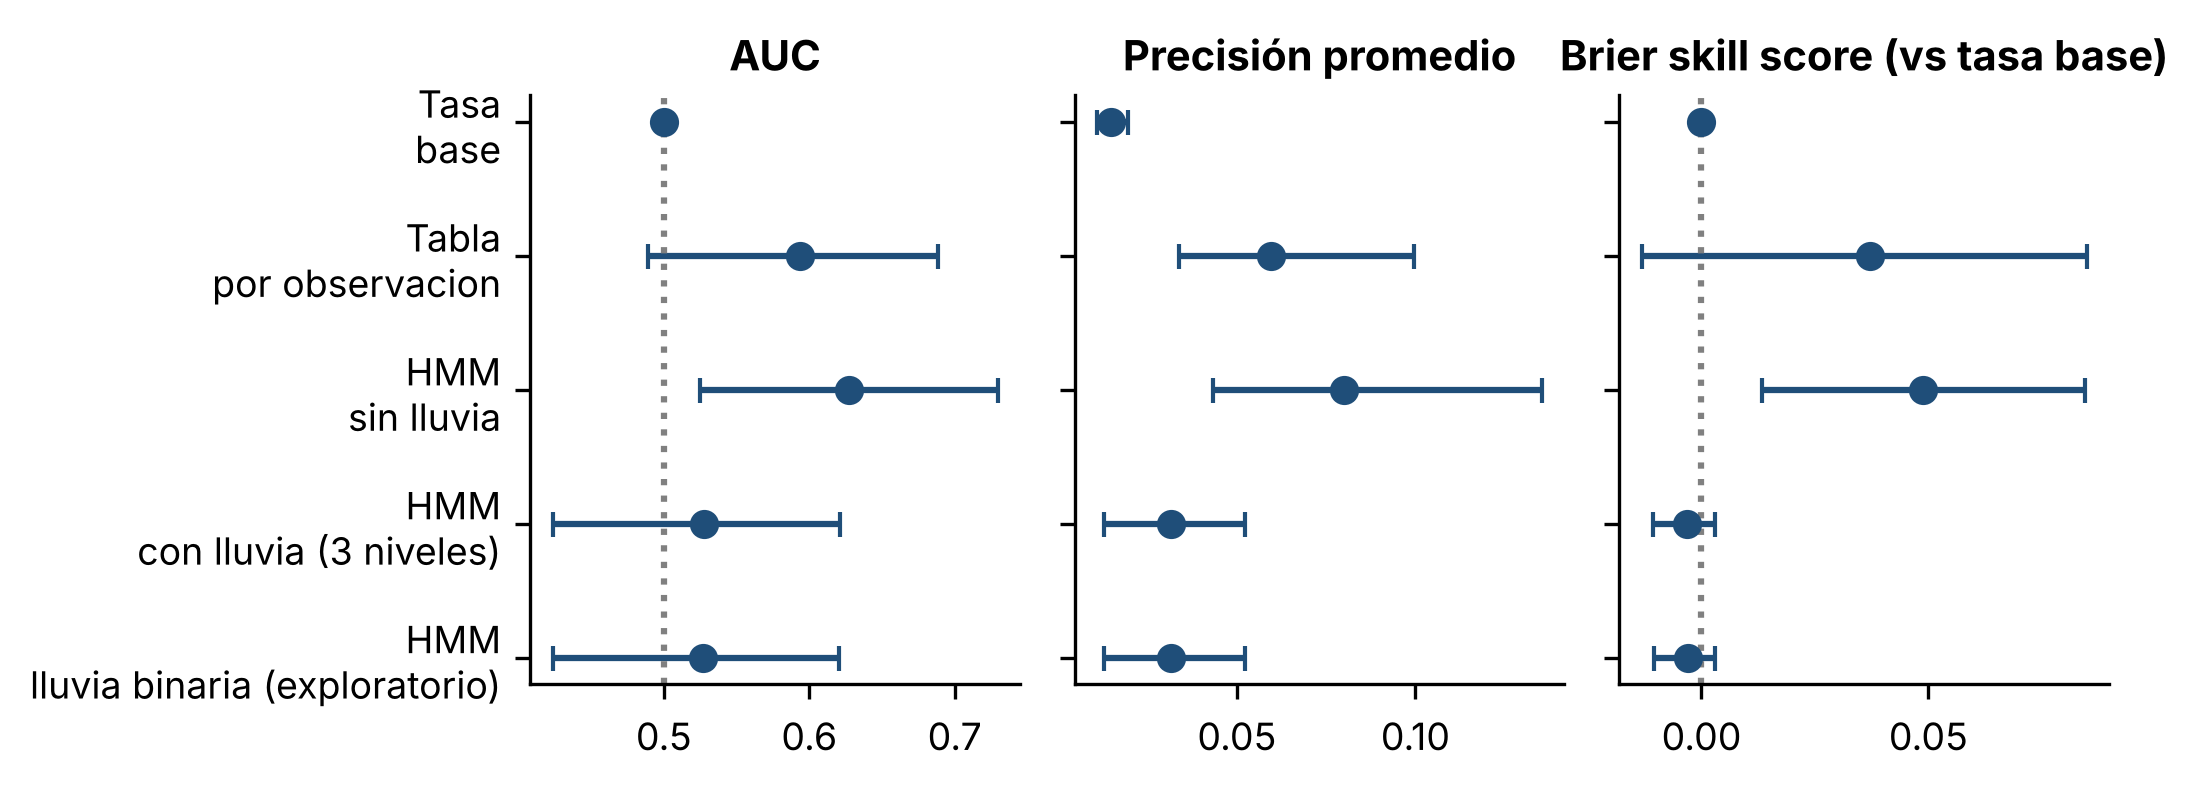 AUC
Precisión promedio
Brier skill score (vs tasa base)
Tasa
base
Tabla
por observacion
HMM
sin lluvia
HMM
con lluvia (3 niveles)
HMM
lluvia binaria (exploratorio)
0.5 0.6 0.7
0.05 0.10
0.00 0.05